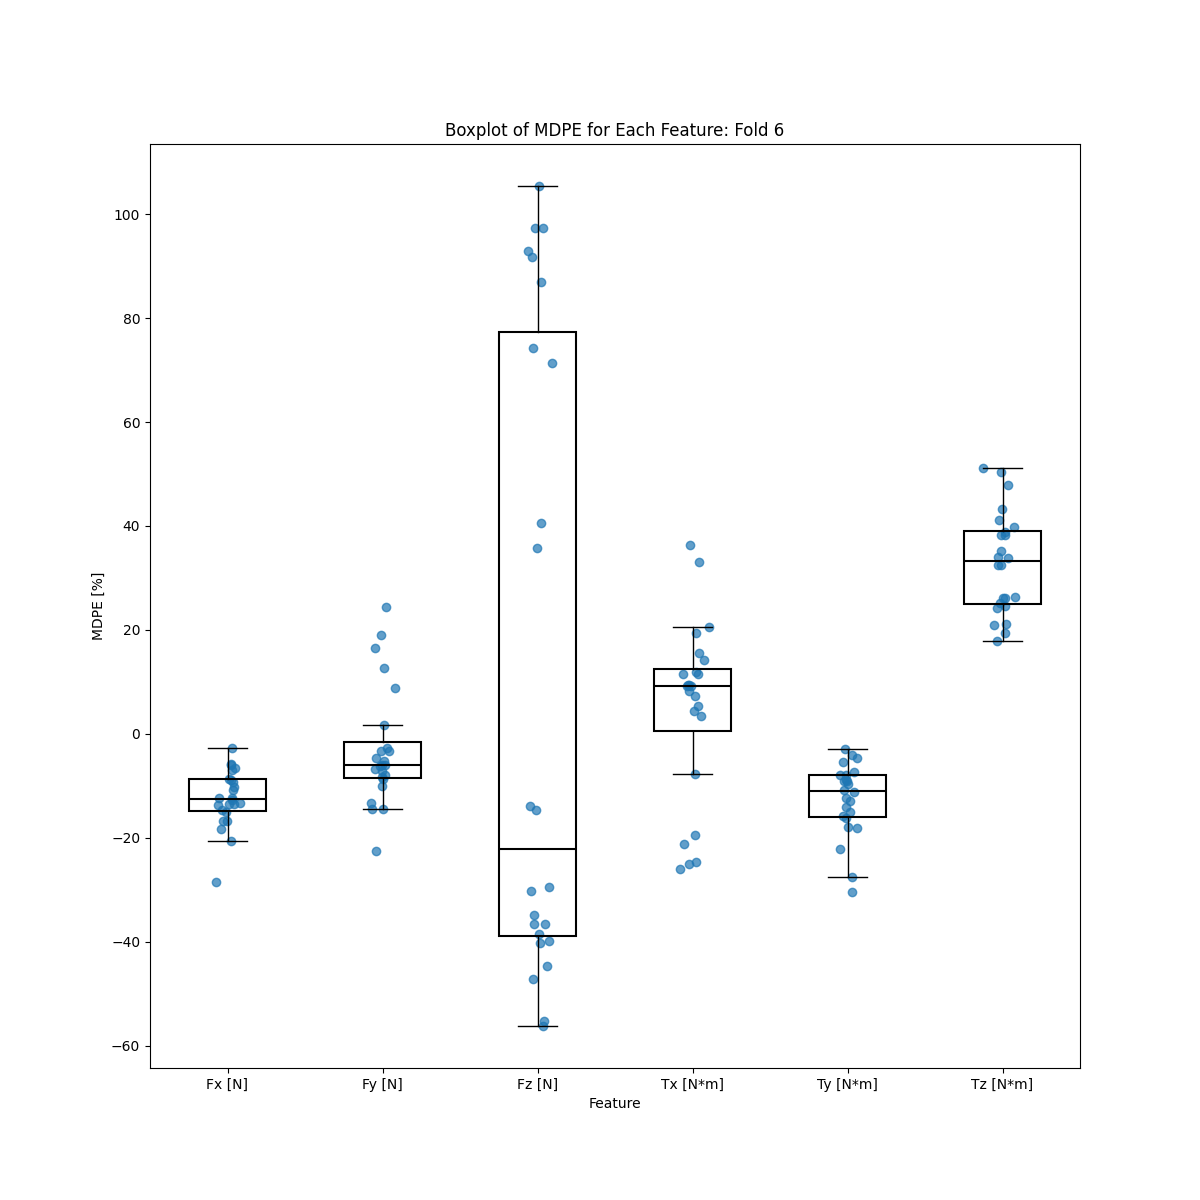 Boxplot of MDPE for Each Feature: Fold 6
MDPE [%]
100
80
60
40
20
0
−20
−40
−60
Fx [N] Fy [N] Fz [N] Tx [N*m] Ty [N*m] Tz [N*m]
Feature